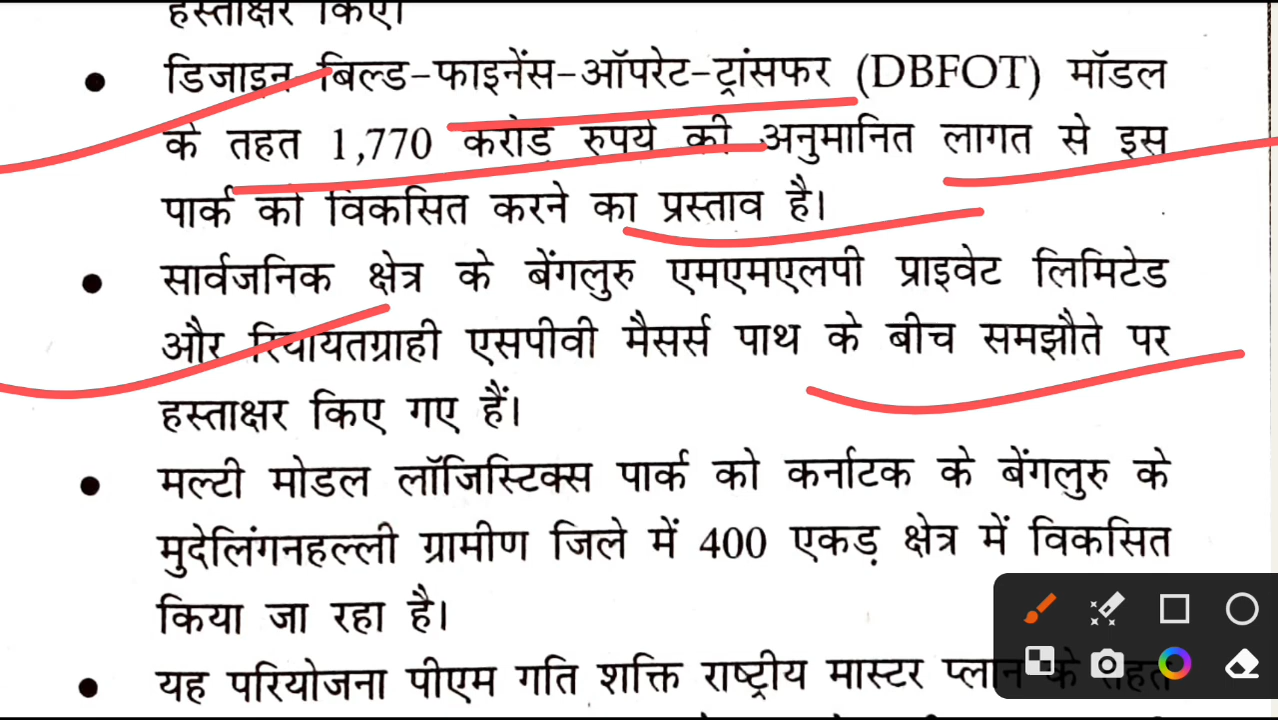 हस्ताक्षर किए।
● डिजाइन बिल्ड-फाइनेंस-ऑपरेट-ट्रांसफर (DBFOT) मॉडल
के तहत 1,770 करोड़ रुपये की अनुमानित लागत से इस
पार्क को विकसित करने का प्रस्ताव है।
● सार्वजनिक क्षेत्र के बेंगलुरु एमएमएलपी प्राइवेट लिमिटेड
और रियायतग्राही एसपीवी मैसर्स पाथ के बीच समझौते पर
हस्ताक्षर किए गए हैं।
● मल्टी मोडल लॉजिस्टिक्स पार्क को कर्नाटक के बेंगलुरु के
मुदेलिंगनहल्ली ग्रामीण जिले में 400 एकड़ क्षेत्र में विकसित
किया जा रहा है।
● यह परियोजना पीएम गति शक्ति राष्ट्रीय मास्टर प्लान के तहत